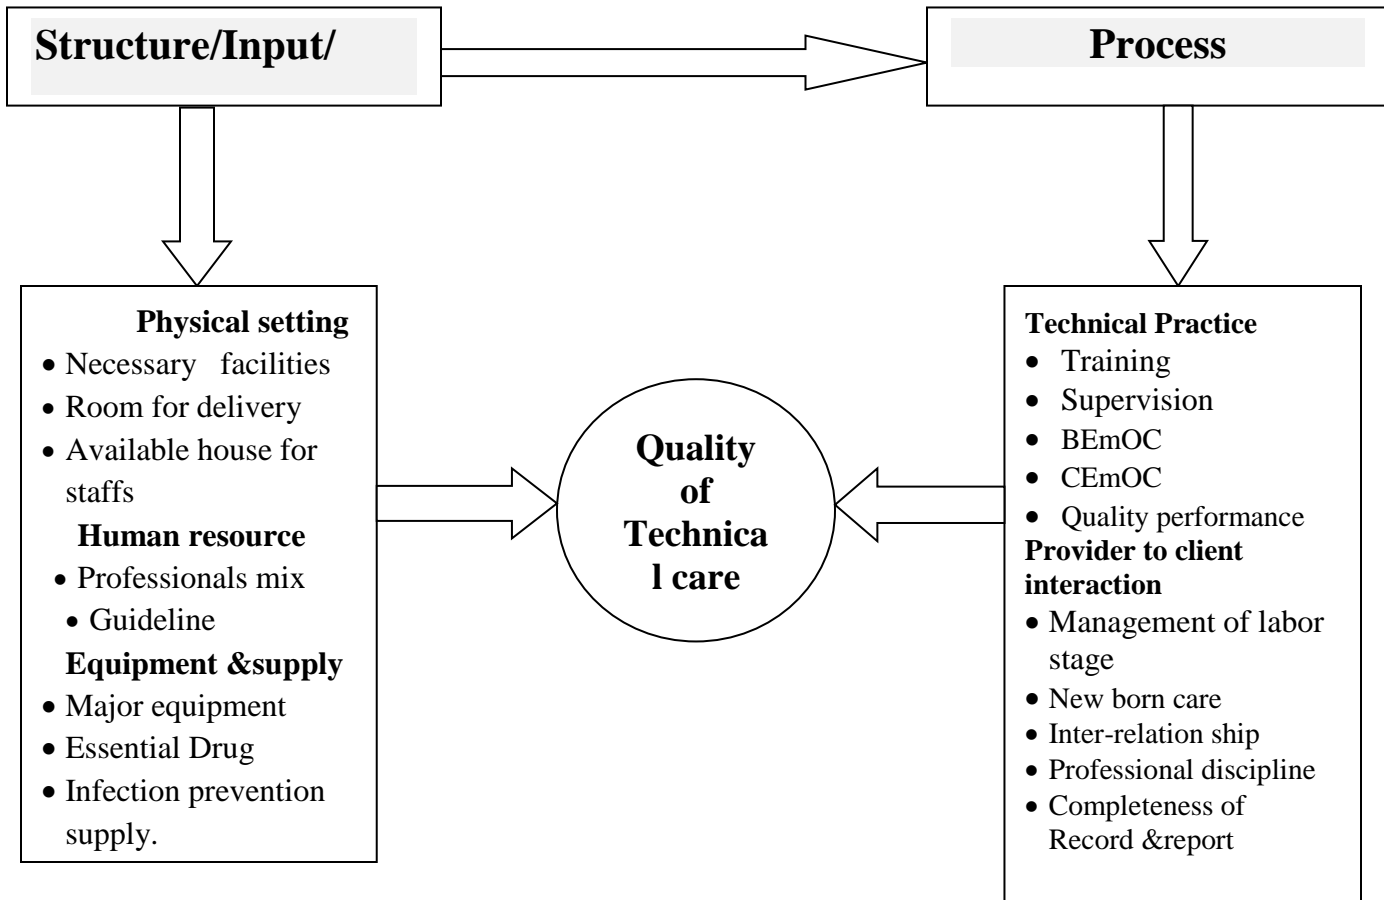 Structure/Input/
Process
Physical setting
• Necessary facilities
• Room for delivery
• Available house for
staffs
Human resource
• Professionals mix
• Guideline
Equipment &supply
• Major equipment
• Essential Drug
• Infection prevention
supply.
Quality
of
Technica
l care
Technical Practice
• Training
• Supervision
• BEmOC
• CEmOC
• Quality performance
Provider to client
interaction
• Management of labor
stage
• New born care
• Inter-relation ship
• Professional discipline
• Completeness of
Record &report